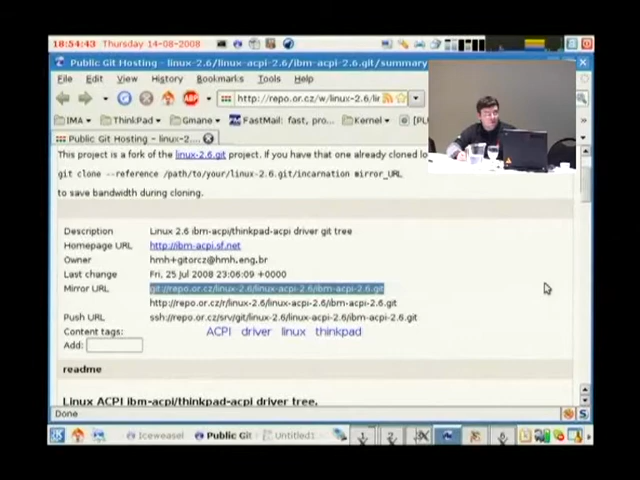 18:54:43 Thursday 14-08-2008
Public Git Hosting - linux-2.6/linux-acpi-2.6/ibm-acpi-2.6.git/summary
File Edit View History Bookmarks Tools Help
http://repo.or.cz/w/linux-2.6/lir
IMA ThinkPad Gmane FastMail: fast, pro... Kernel
Public Git Hosting - linux-2....
This project is a fork of the linux-2.6.git project. If you have that one already cloned lo
git clone --reference /path/to/your/linux-2.6.git/incarnation mirror_URL
to save bandwidth during cloning.
Description Linux 2.6 ibm-acpi/thinkpad-acpi driver git tree
Homepage URL http://ibm-acpi.sf.net
Owner hmh+gitorcz@hmh.eng.br
Last change Fri, 25 Jul 2008 23:06:09 +0000
Mirror URL git://repo.or.cz/linux-2.6/linux-acpi-2.6/ibm-acpi-2.6.git
http://repo.or.cz/r/linux-2.6/linux-acpi-2.6/ibm-acpi-2.6.git
Push URL ssh://repo.or.cz/srv/git/linux-2.6/linux-acpi-2.6/ibm-acpi-2.6.git
Content tags: ACPI driver linux thinkpad
Add:
readme
Linux ACPI ibm-acpi/thinkpad-acpi driver tree.
Done
Iceweasel Public Git Untitled1